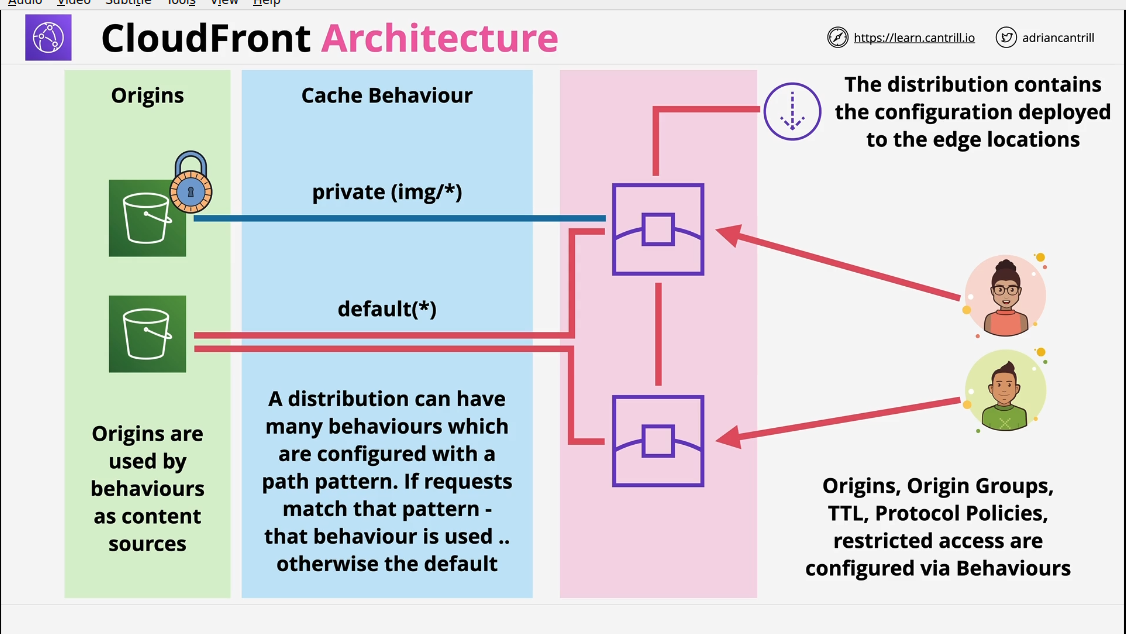 Audio Video Subtitle Tools View Help
CloudFront Architecture
https://learn.cantrill.io
adriancantrill
Origins
Cache Behaviour
The distribution contains
the configuration deployed
to the edge locations
private (img/*)
default(*)
Origins are
used by
behaviours
as content
sources
A distribution can have
many behaviours which
are configured with a
path pattern. If requests
match that pattern -
that behaviour is used ..
otherwise the default
Origins, Origin Groups,
TTL, Protocol Policies,
restricted access are
configured via Behaviours